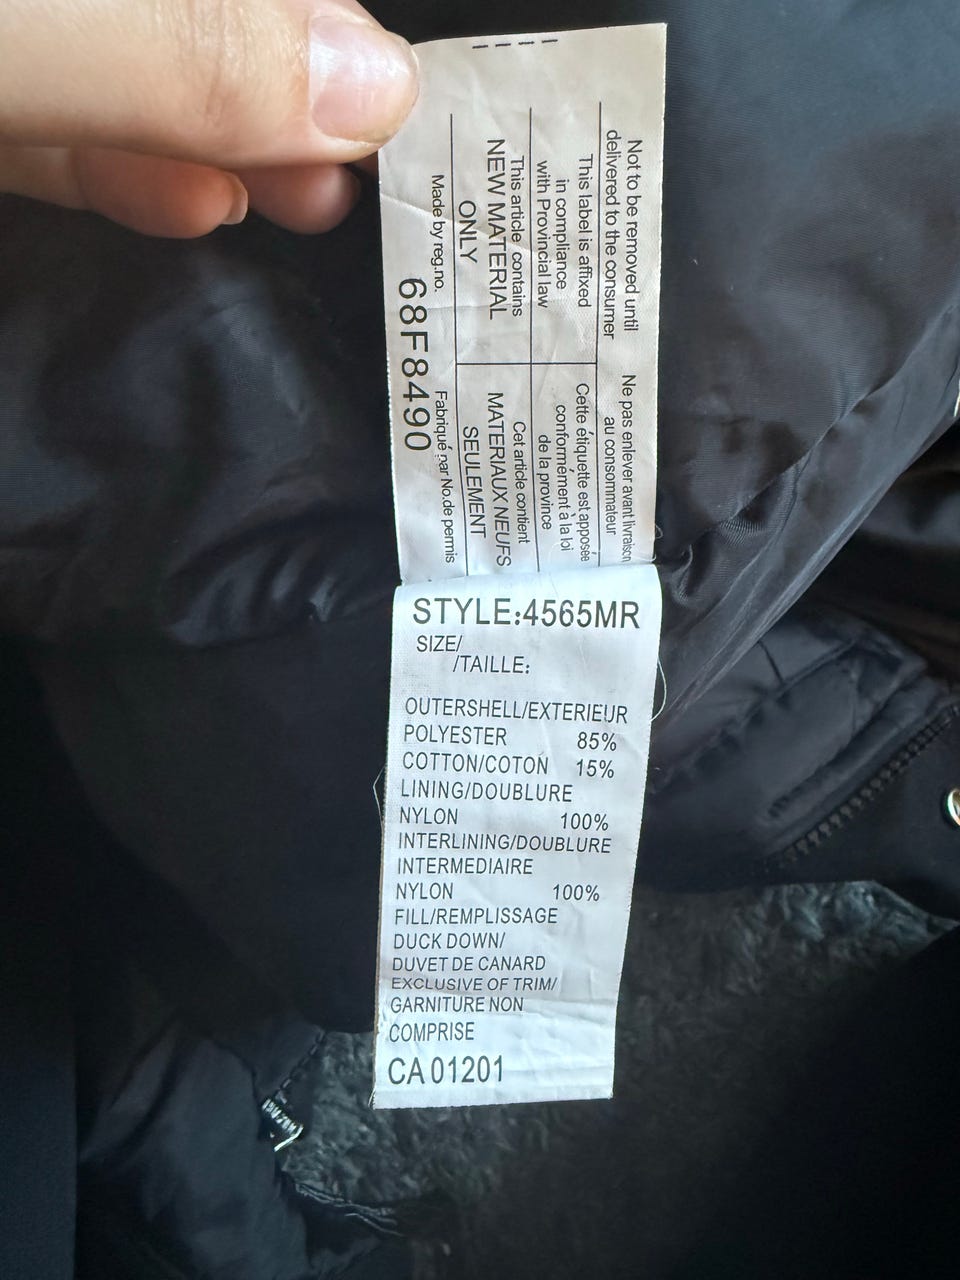 Not to be removed until
delivered to the consumer
This label is affixed
in compliance
with Provincial law
This article contains
NEW MATERIAL
ONLY
Made by reg.no.
Ne pas enlever avant livraison
au consommateur
Cette étiquette est apposée
conformément à la loi
de la province
Cet article contient
MATERIAUX NEUFS
SEULEMENT
Fabriqué par No.de permis
68F8490
STYLE:4565MR
SIZE/
/TAILLE:
OUTERSHELL/EXTERIEUR
POLYESTER 85%
COTTON/COTON 15%
LINING/DOUBLURE
NYLON 100%
INTERLINING/DOUBLURE
INTERMEDIAIRE
NYLON 100%
FILL/REMPLISSAGE
DUCK DOWN/
DUVET DE CANARD
EXCLUSIVE OF TRIM/
GARNITURE NON
COMPRISE
CA 01201